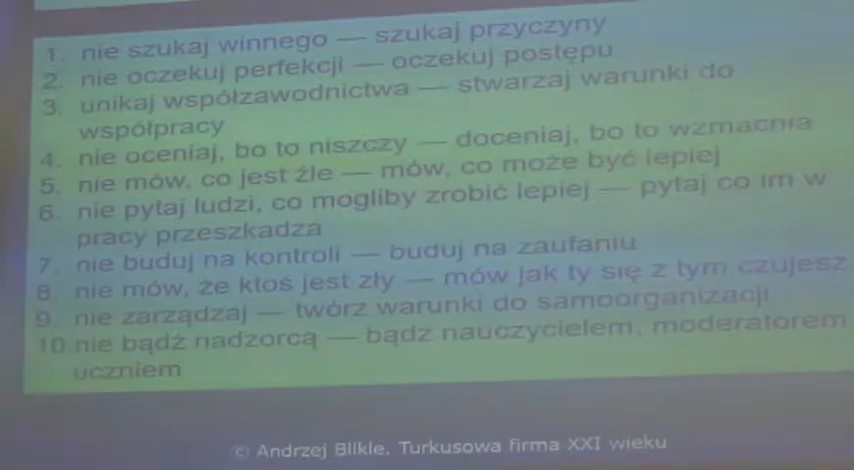 1. nie szukaj winnego — szukaj przyczyny
2. nie oczekuj perfekcji — oczekuj postępu
3. unikaj współzawodnictwa — stwarzaj warunki do
współpracy
4. nie oceniaj, bo to niszczy — doceniaj, bo to wzmacnia
5. nie mów, co jest źle — mów, co może być lepiej
6. nie pytaj ludzi, co mogliby zrobić lepiej — pytaj co im w
pracy przeszkadza
7. nie buduj na kontroli — buduj na zaufaniu
8. nie mów, że ktoś jest zły — mów jak ty się z tym czujesz
9. nie zarządzaj — twórz warunki do samoorganizacji
10 nie bądź nadzorcą — bądź nauczycielem, moderatorem
uczniem
© Andrzej Blikle, Turkusowa firma XXI wieku